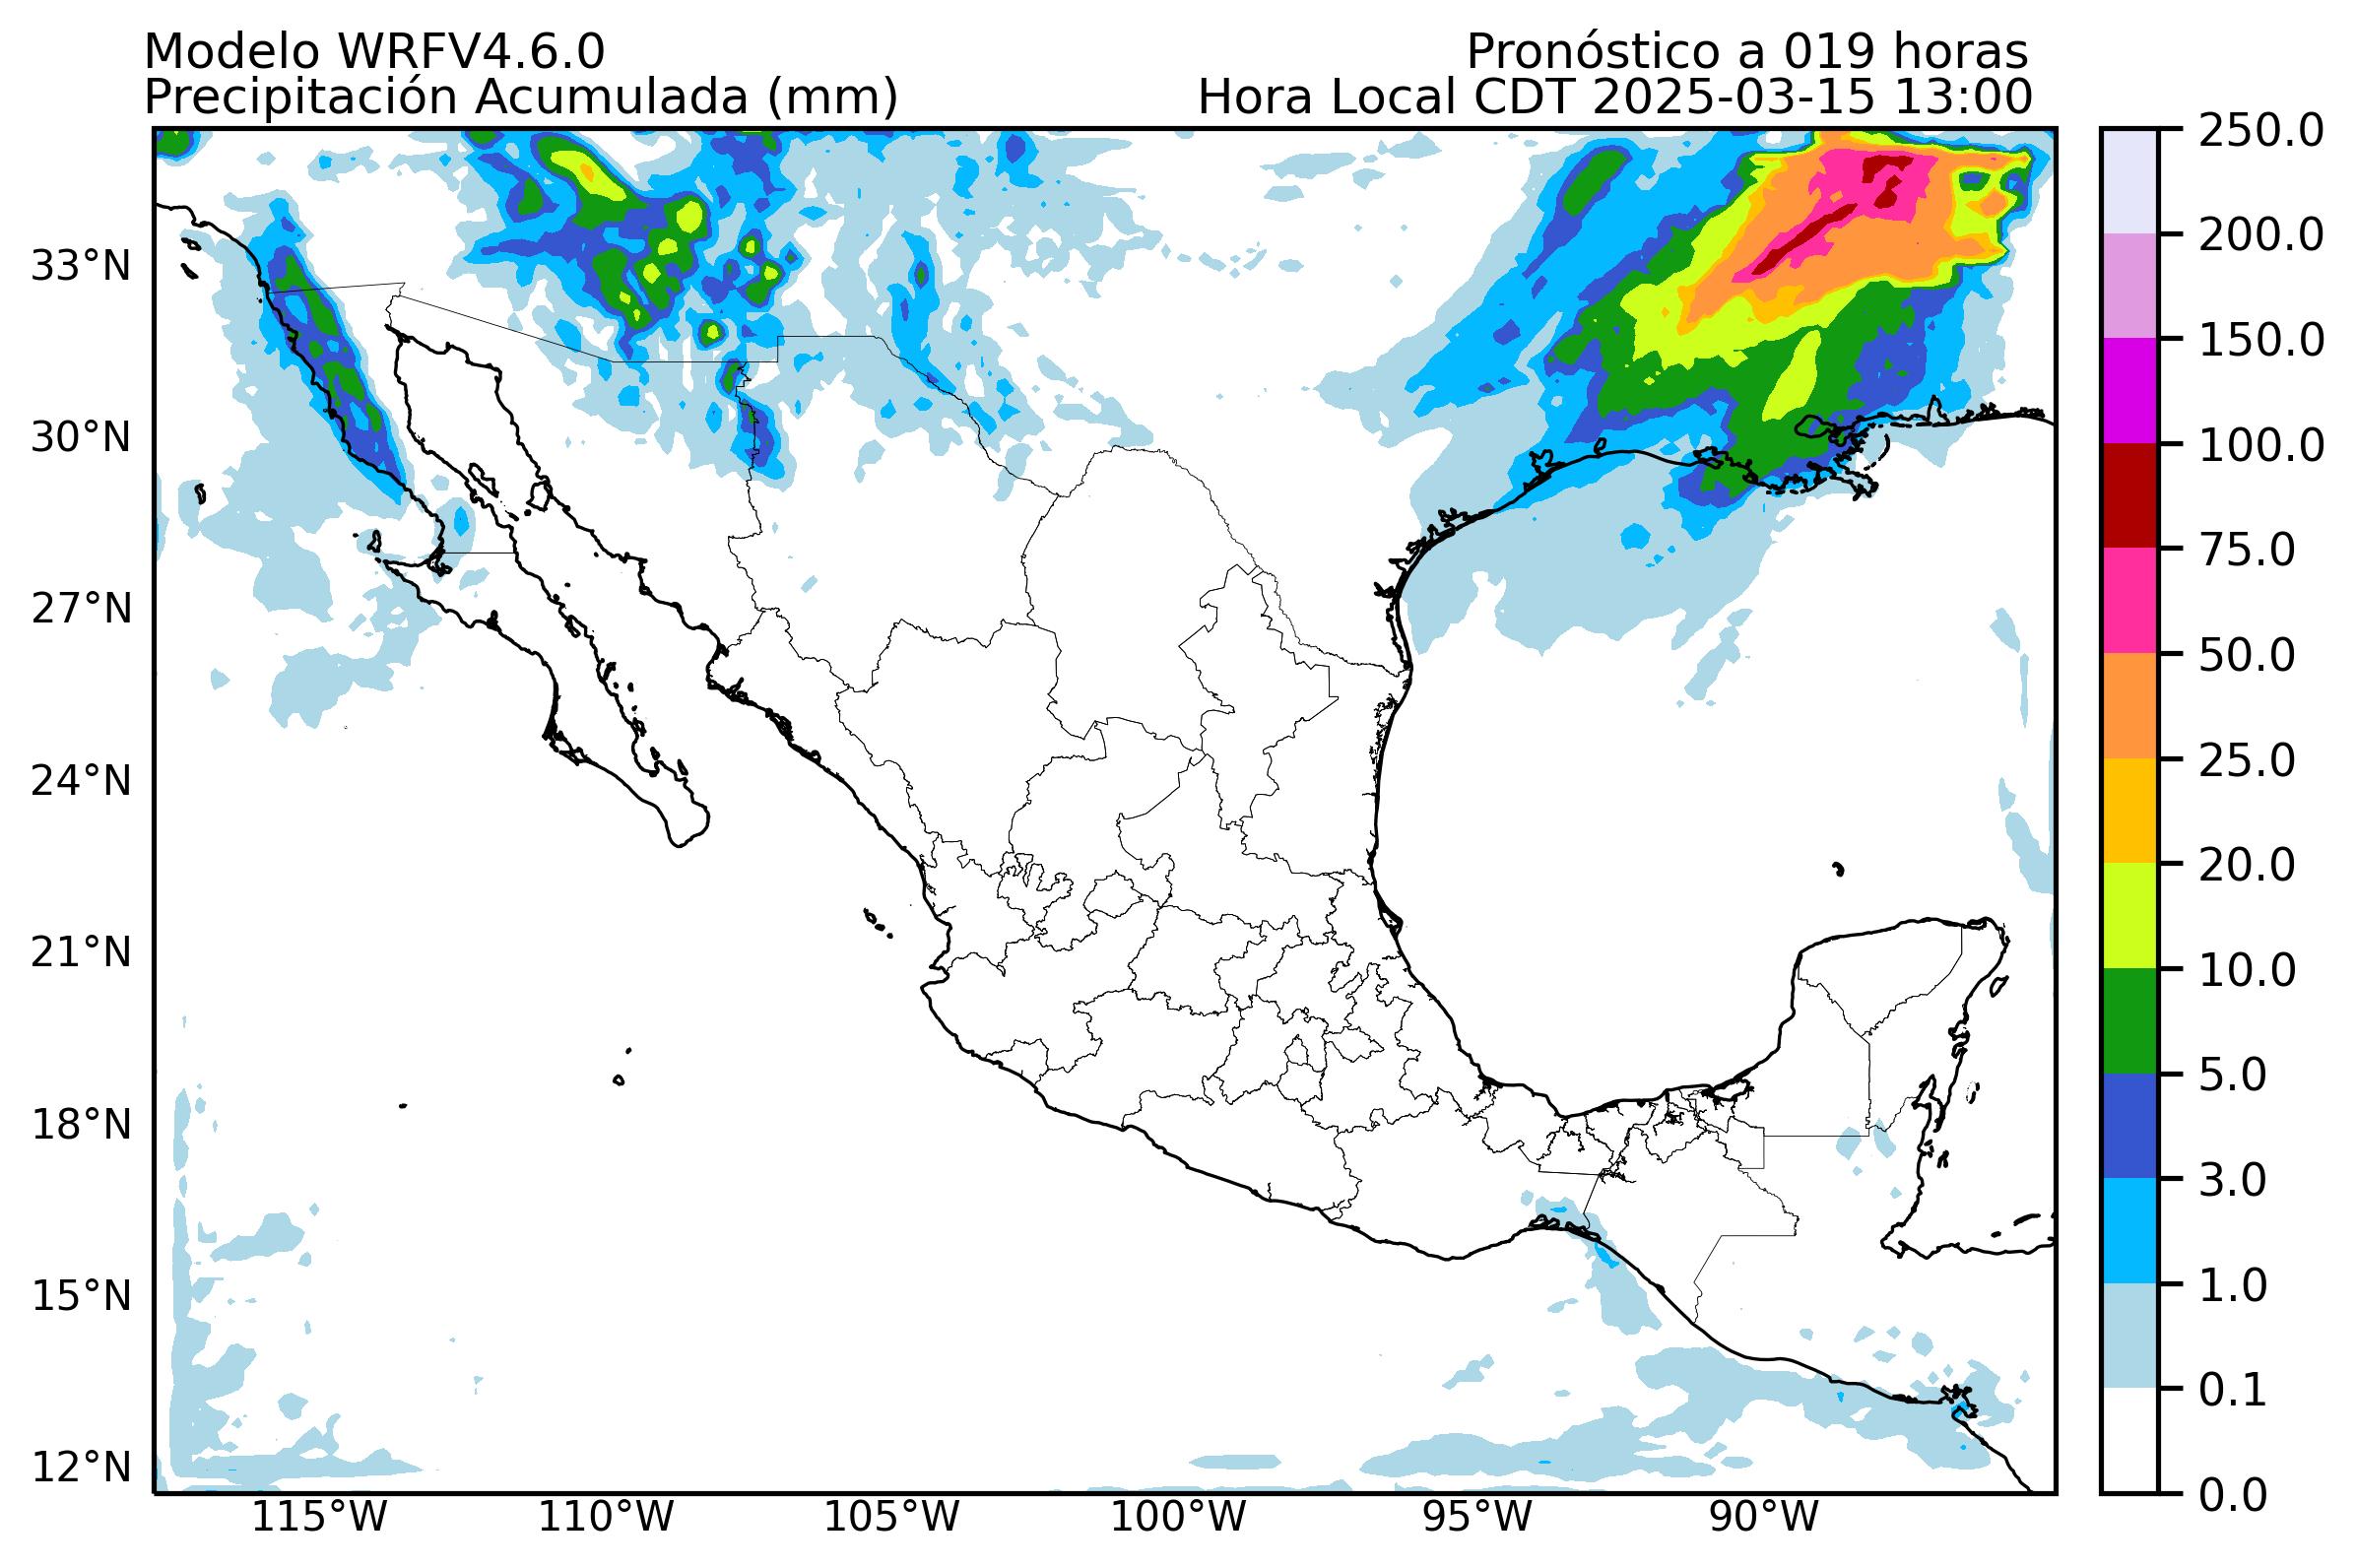 Modelo WRFV4.6.0
Pronóstico a 019 horas
Precipitación Acumulada (mm)
Hora Local CDT 2025-03-15 13:00
33°N
30°N
27°N
24°N
21°N
18°N
15°N
12°N
115°W
110°W
105°W
100°W
95°W
90°W
250.0
200.0
150.0
100.0
75.0
50.0
25.0
20.0
10.0
5.0
3.0
1.0
0.1
0.0